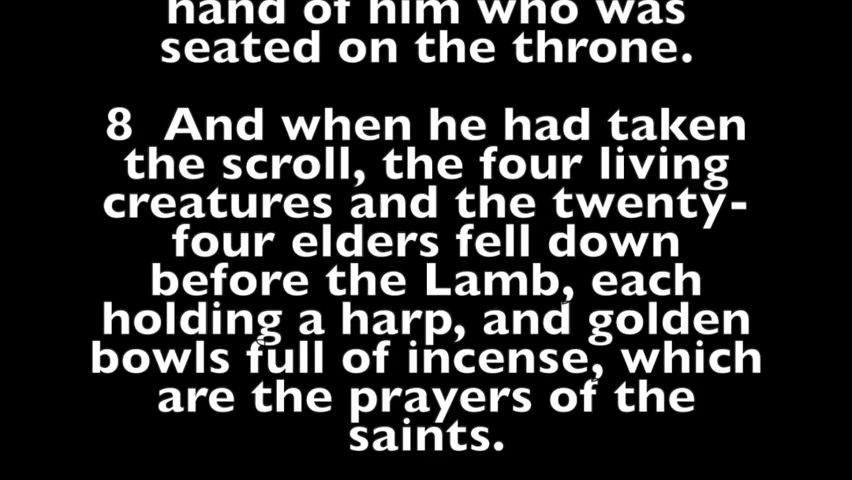 hand of him who was
seated on the throne.
8 And when he had taken
the scroll, the four living
creatures and the twenty-
four elders fell down
before the Lamb, each
holding a harp, and golden
bowls full of incense, which
are the prayers of the
saints.